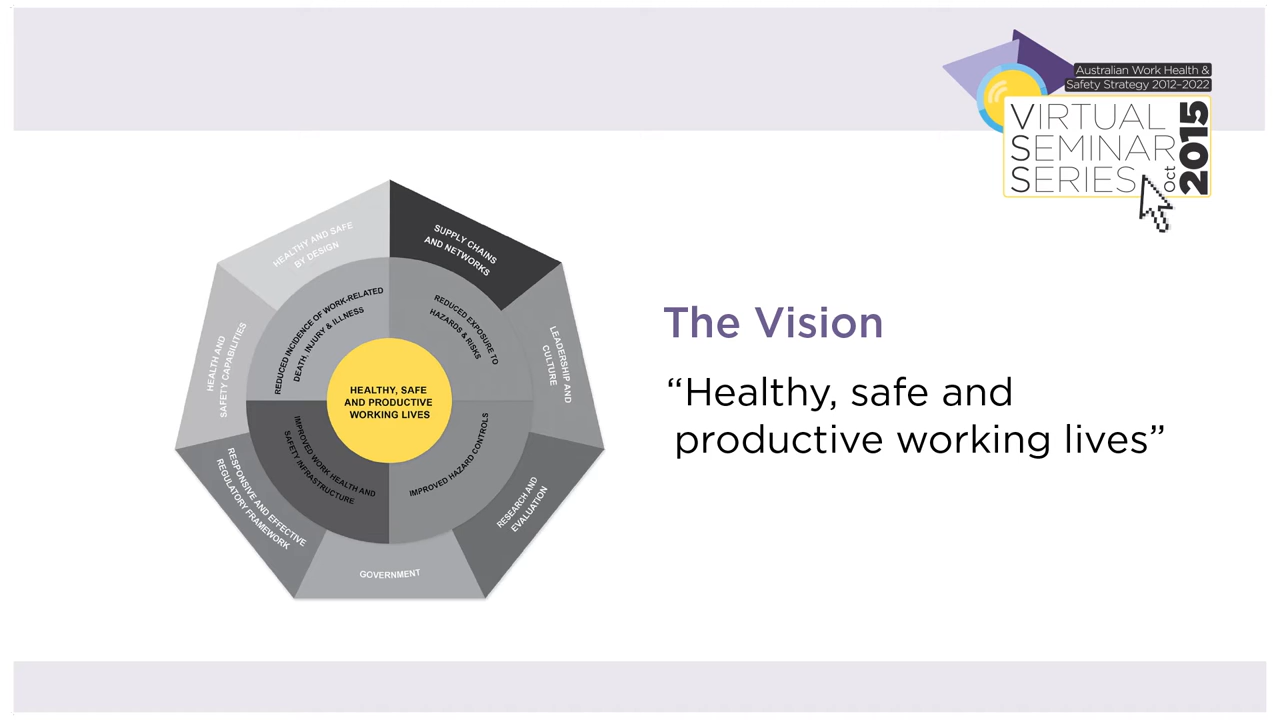 Australian Work Health &
Safety Strategy 2012–2022
VIRTUAL
SEMINAR
SERIES
Oct
2015
HEALTHY AND SAFE
BY DESIGN
SUPPLY CHAINS
AND NETWORKS
LEADERSHIP AND
CULTURE
RESEARCH AND
EVALUATION
GOVERNMENT
RESPONSIVE AND EFFECTIVE
REGULATORY FRAMEWORK
HEALTH AND
SAFETY CAPABILITIES
REDUCED INCIDENCE OF WORK-RELATED
DEATH, INJURY & ILLNESS
REDUCED EXPOSURE TO
HAZARDS & RISKS
IMPROVED HAZARD CONTROLS
IMPROVED WORK HEALTH AND
SAFETY INFRASTRUCTURE
HEALTHY, SAFE
AND PRODUCTIVE
WORKING LIVES
The Vision
“Healthy, safe and
productive working lives”